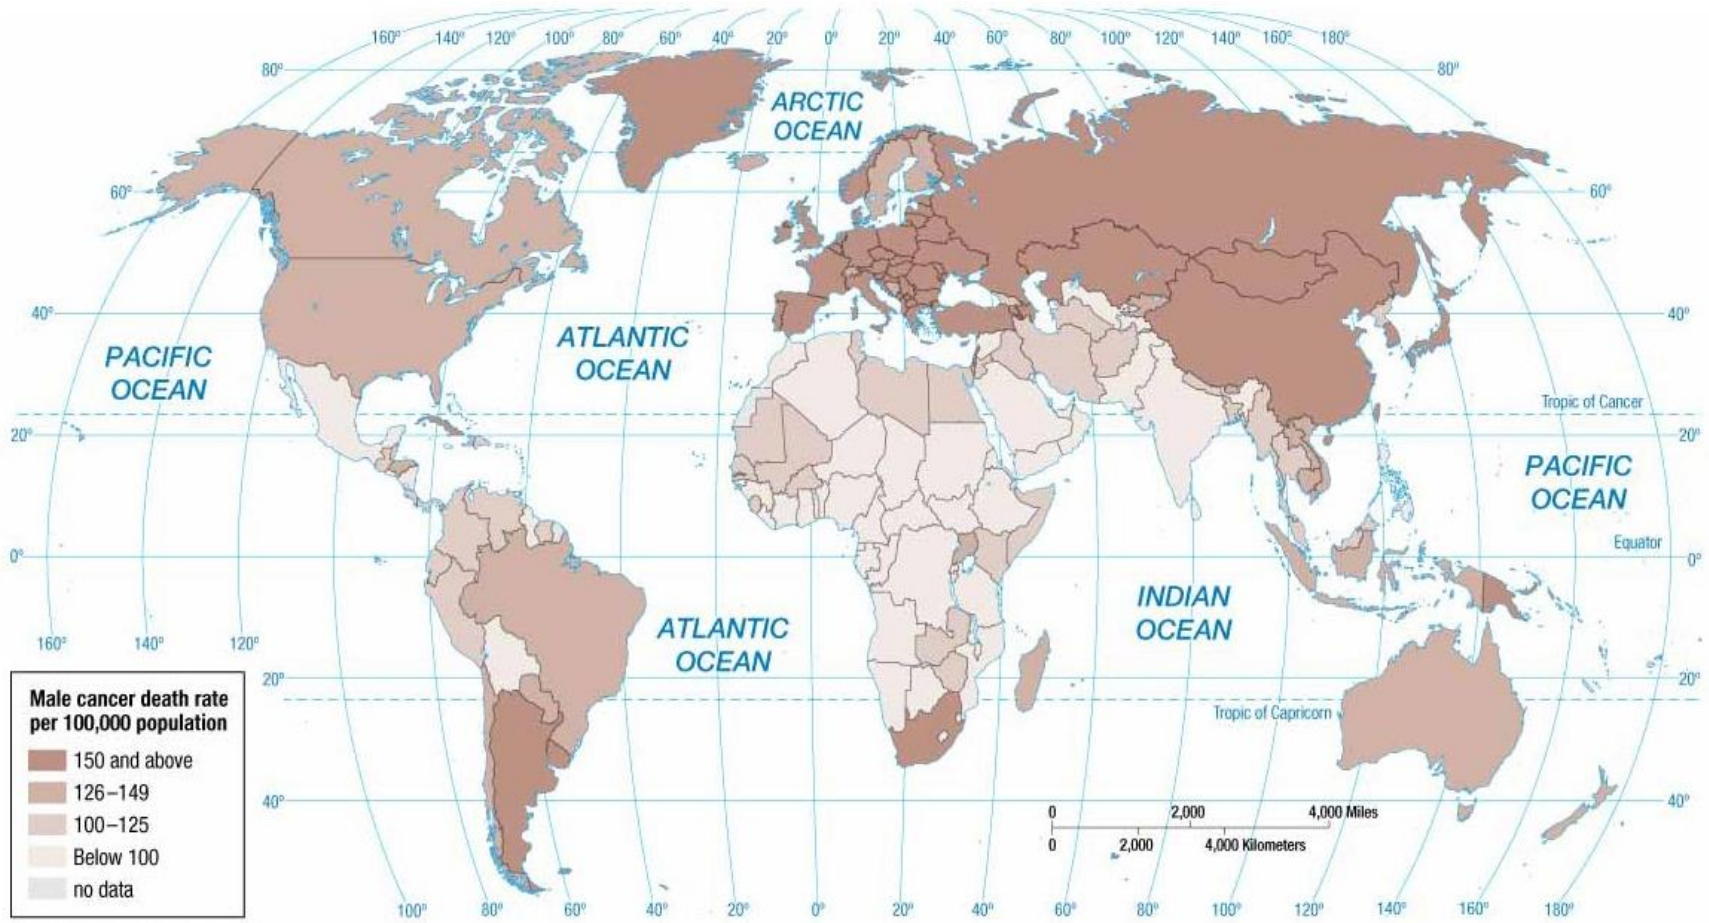 160° 140° 120° 100° 80° 60° 40° 20° 0° 20° 40° 60° 80° 100° 120° 140° 160° 180°
80° 80°
ARCTIC
OCEAN
60° 60°
40° 40°
ATLANTIC
OCEAN
PACIFIC
OCEAN
Tropic of Cancer
20° 20°
PACIFIC
OCEAN
Equator
0° 0°
INDIAN
OCEAN
ATLANTIC
OCEAN
160° 140° 120°
20° 20°
Tropic of Capricorn
40° 40°
Male cancer death rate
per 100,000 population
150 and above
126–149
100–125
Below 100
no data
0 2,000 4,000 Miles
0 2,000 4,000 Kilometers
100° 80° 60° 40° 20° 0° 20° 40° 60° 80° 100° 120° 140° 160° 180°